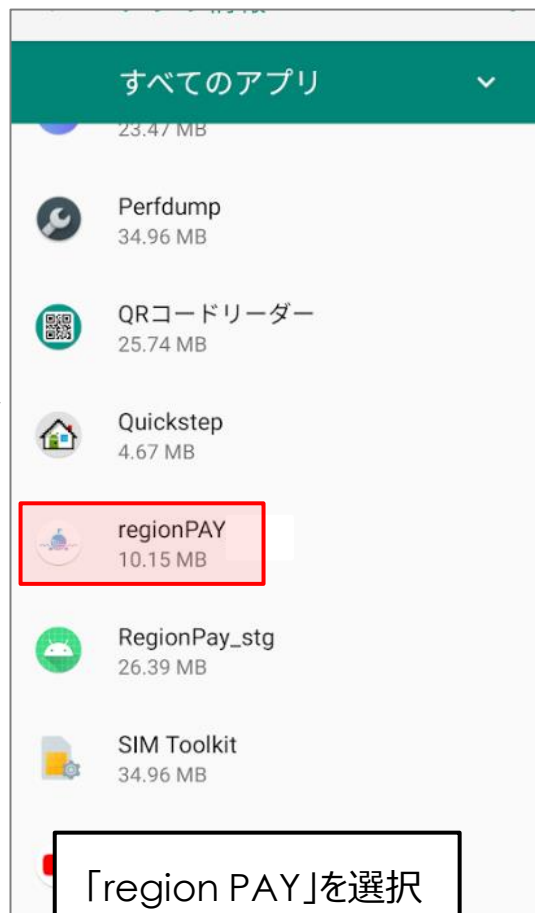 すべてのアプリ
23.47 MB
Perfdump
34.96 MB
QRコードリーダー
25.74 MB
Quickstep
4.67 MB
regionPAY
10.15 MB
RegionPay_stg
26.39 MB
SIM Toolkit
34.96 MB
「region PAY」を選択